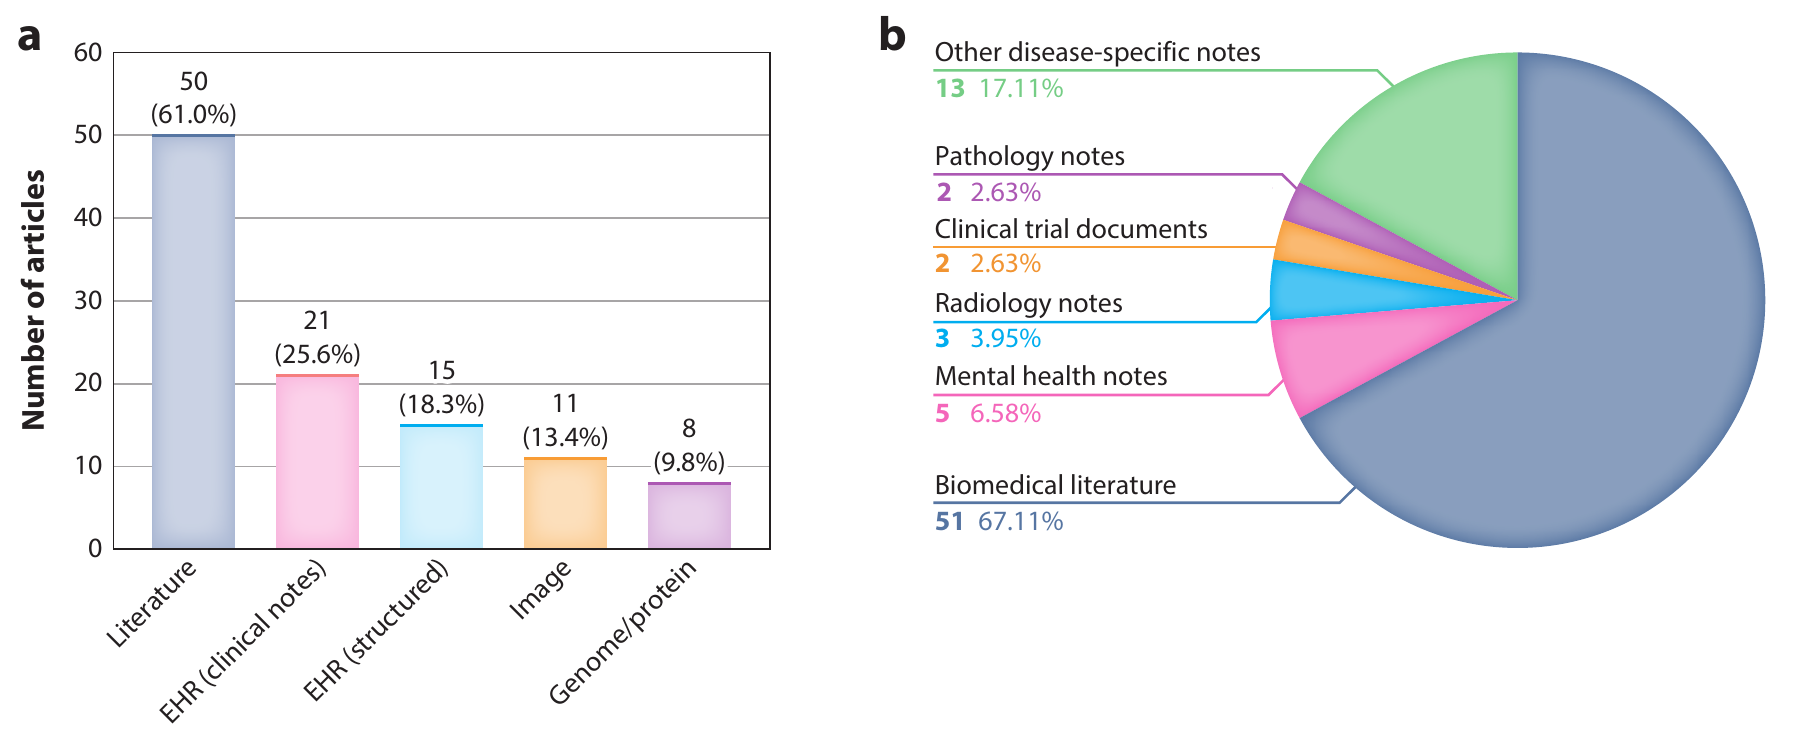 a
Number of articles
60
50
40
30
20
10
0
50
(61.0%)
21
(25.6%)
15
(18.3%)
11
(13.4%)
8
(9.8%)
Literature
EHR (clinical notes)
EHR (structured)
Image
Genome/protein
b
Other disease-specific notes
13 17.11%
Pathology notes
2 2.63%
Clinical trial documents
2 2.63%
Radiology notes
3 3.95%
Mental health notes
5 6.58%
Biomedical literature
51 67.11%